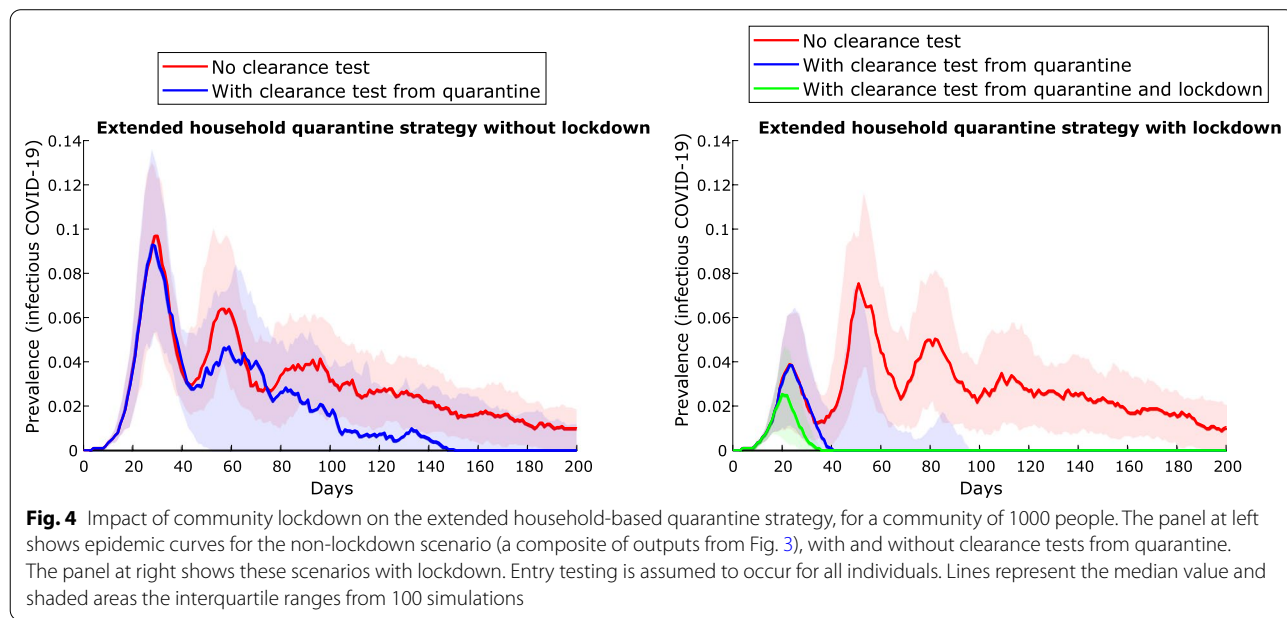 No clearance test
With clearance test from quarantine
Extended household quarantine strategy without lockdown
Prevalence (infectious COVID-19)
0.14
0.12
0.1
0.08
0.06
0.04
0.02
0
0 20 40 60 80 100 120 140 160 180 200
Days
No clearance test
With clearance test from quarantine
With clearance test from quarantine and lockdown
Extended household quarantine strategy with lockdown
Prevalence (infectious COVID-19)
0.14
0.12
0.1
0.08
0.06
0.04
0.02
0
0 20 40 60 80 100 120 140 160 180 200
Days
Fig. 4 Impact of community lockdown on the extended household-based quarantine strategy, for a community of 1000 people. The panel at left
shows epidemic curves for the non-lockdown scenario (a composite of outputs from Fig. 3), with and without clearance tests from quarantine.
The panel at right shows these scenarios with lockdown. Entry testing is assumed to occur for all individuals. Lines represent the median value and
shaded areas the interquartile ranges from 100 simulations